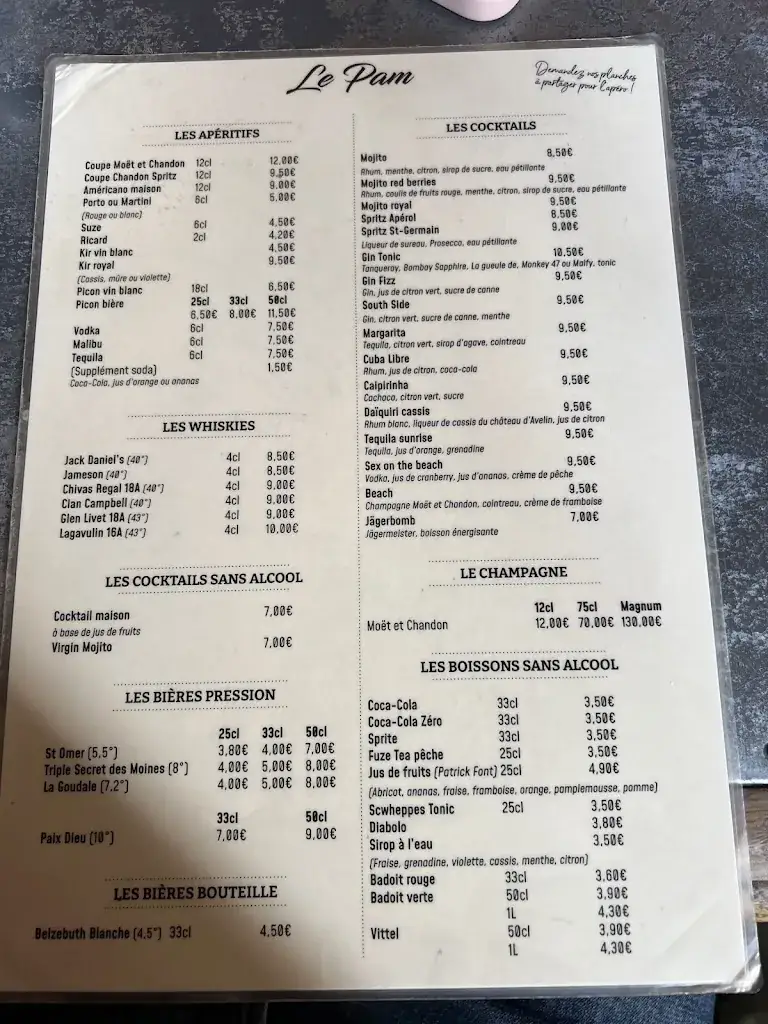 Le Pam
Demandez nos planches
à partager pour l'apéro !
LES APÉRITIFS
Coupe Moët et Chandon 12cl 12,00€
Coupe Chandon Spritz 12cl 9,50€
Américano maison 12cl 9,00€
Porto ou Martini 6cl 5,00€
(Rouge ou blanc)
Suze 6cl 4,50€
Ricard 2cl 4,20€
Kir vin blanc 4,50€
Kir royal 9,50€
(Cassis, mûre ou violette)
Picon vin blanc 18cl 6,50€
Picon bière 25cl 33cl 50cl
6,50€ 8,00€ 11,50€
Vodka 6cl 7,50€
Malibu 6cl 7,50€
Tequila 6cl 7,50€
(Supplément soda) 1,50€
Coca-Cola, jus d'orange ou ananas
LES WHISKIES
Jack Daniel's (40°) 4cl 8,50€
Jameson (40°) 4cl 8,50€
Chivas Regal 18A (40°) 4cl 9,00€
Clan Campbell (40°) 4cl 9,00€
Glen Livet 18A (43°) 4cl 9,00€
Lagavulin 16A (43°) 4cl 10,00€
LES COCKTAILS SANS ALCOOL
Cocktail maison 7,00€
à base de jus de fruits
Virgin Mojito 7,00€
LES BIÈRES PRESSION
25cl 33cl 50cl
St Omer (5,5°) 3,80€ 4,00€ 7,00€
Triple Secret des Moines (8°) 4,00€ 5,00€ 8,00€
La Goudale (7.2°) 4,00€ 5,00€ 8,00€
33cl 50cl
Paix Dieu (10°) 7,00€ 9,00€
LES BIÈRES BOUTEILLE
Belzebuth Blanche (4,5°) 33cl 4,50€
LES COCKTAILS
Mojito 8,50€
Rhum, menthe, citron, sirop de sucre, eau pétillante
Mojito red berries 9,50€
Rhum, coulis de fruits rouge, menthe, citron, sirop de sucre, eau pétillante
Mojito royal 9,50€
Spritz Apérol 8,50€
Spritz St-Germain 9,00€
Liqueur de sureau, Prosecco, eau pétillante
Gin Tonic 10,50€
Tanqueray, Bombay Sapphire, La gueule de, Monkey 47 ou Malfy, tonic
Gin Fizz 9,50€
Gin, jus de citron vert, sucre de canne
South Side 9,50€
Gin, citron vert, sucre de canne, menthe
Margarita 9,50€
Tequila, citron vert, sirop d'agave, cointreau
Cuba Libre 9,50€
Rhum, jus de citron, coca-cola
Caipirinha 9,50€
Cachaca, citron vert, sucre
Daïquiri cassis 9,50€
Rhum blanc, liqueur de cassis du château d'Avelin, jus de citron
Tequila sunrise 9,50€
Tequila, jus d'orange, grenadine
Sex on the beach 9,50€
Vodka, jus de cranberry, jus d'ananas, crème de pêche
Beach 9,50€
Champagne Moët et Chandon, cointreau, crème de framboise
Jägerbomb 7,00€
Jägermeister, boisson énergisante
LE CHAMPAGNE
12cl 75cl Magnum
Moët et Chandon 12,00€ 70,00€ 130,00€
LES BOISSONS SANS ALCOOL
Coca-Cola 33cl 3,50€
Coca-Cola Zéro 33cl 3,50€
Sprite 33cl 3,50€
Fuze Tea pêche 25cl 3,50€
Jus de fruits (Patrick Font) 25cl 4,90€
(Abricot, ananas, fraise, framboise, orange, pamplemousse, pomme)
Scwheppes Tonic 25cl 3,50€
Diabolo 3,80€
Sirop à l'eau 3,50€
(Fraise, grenadine, violette, cassis, menthe, citron)
Badoit rouge 33cl 3,60€
Badoit verte 50cl 3,90€
1L 4,30€
Vittel 50cl 3,90€
1L 4,30€